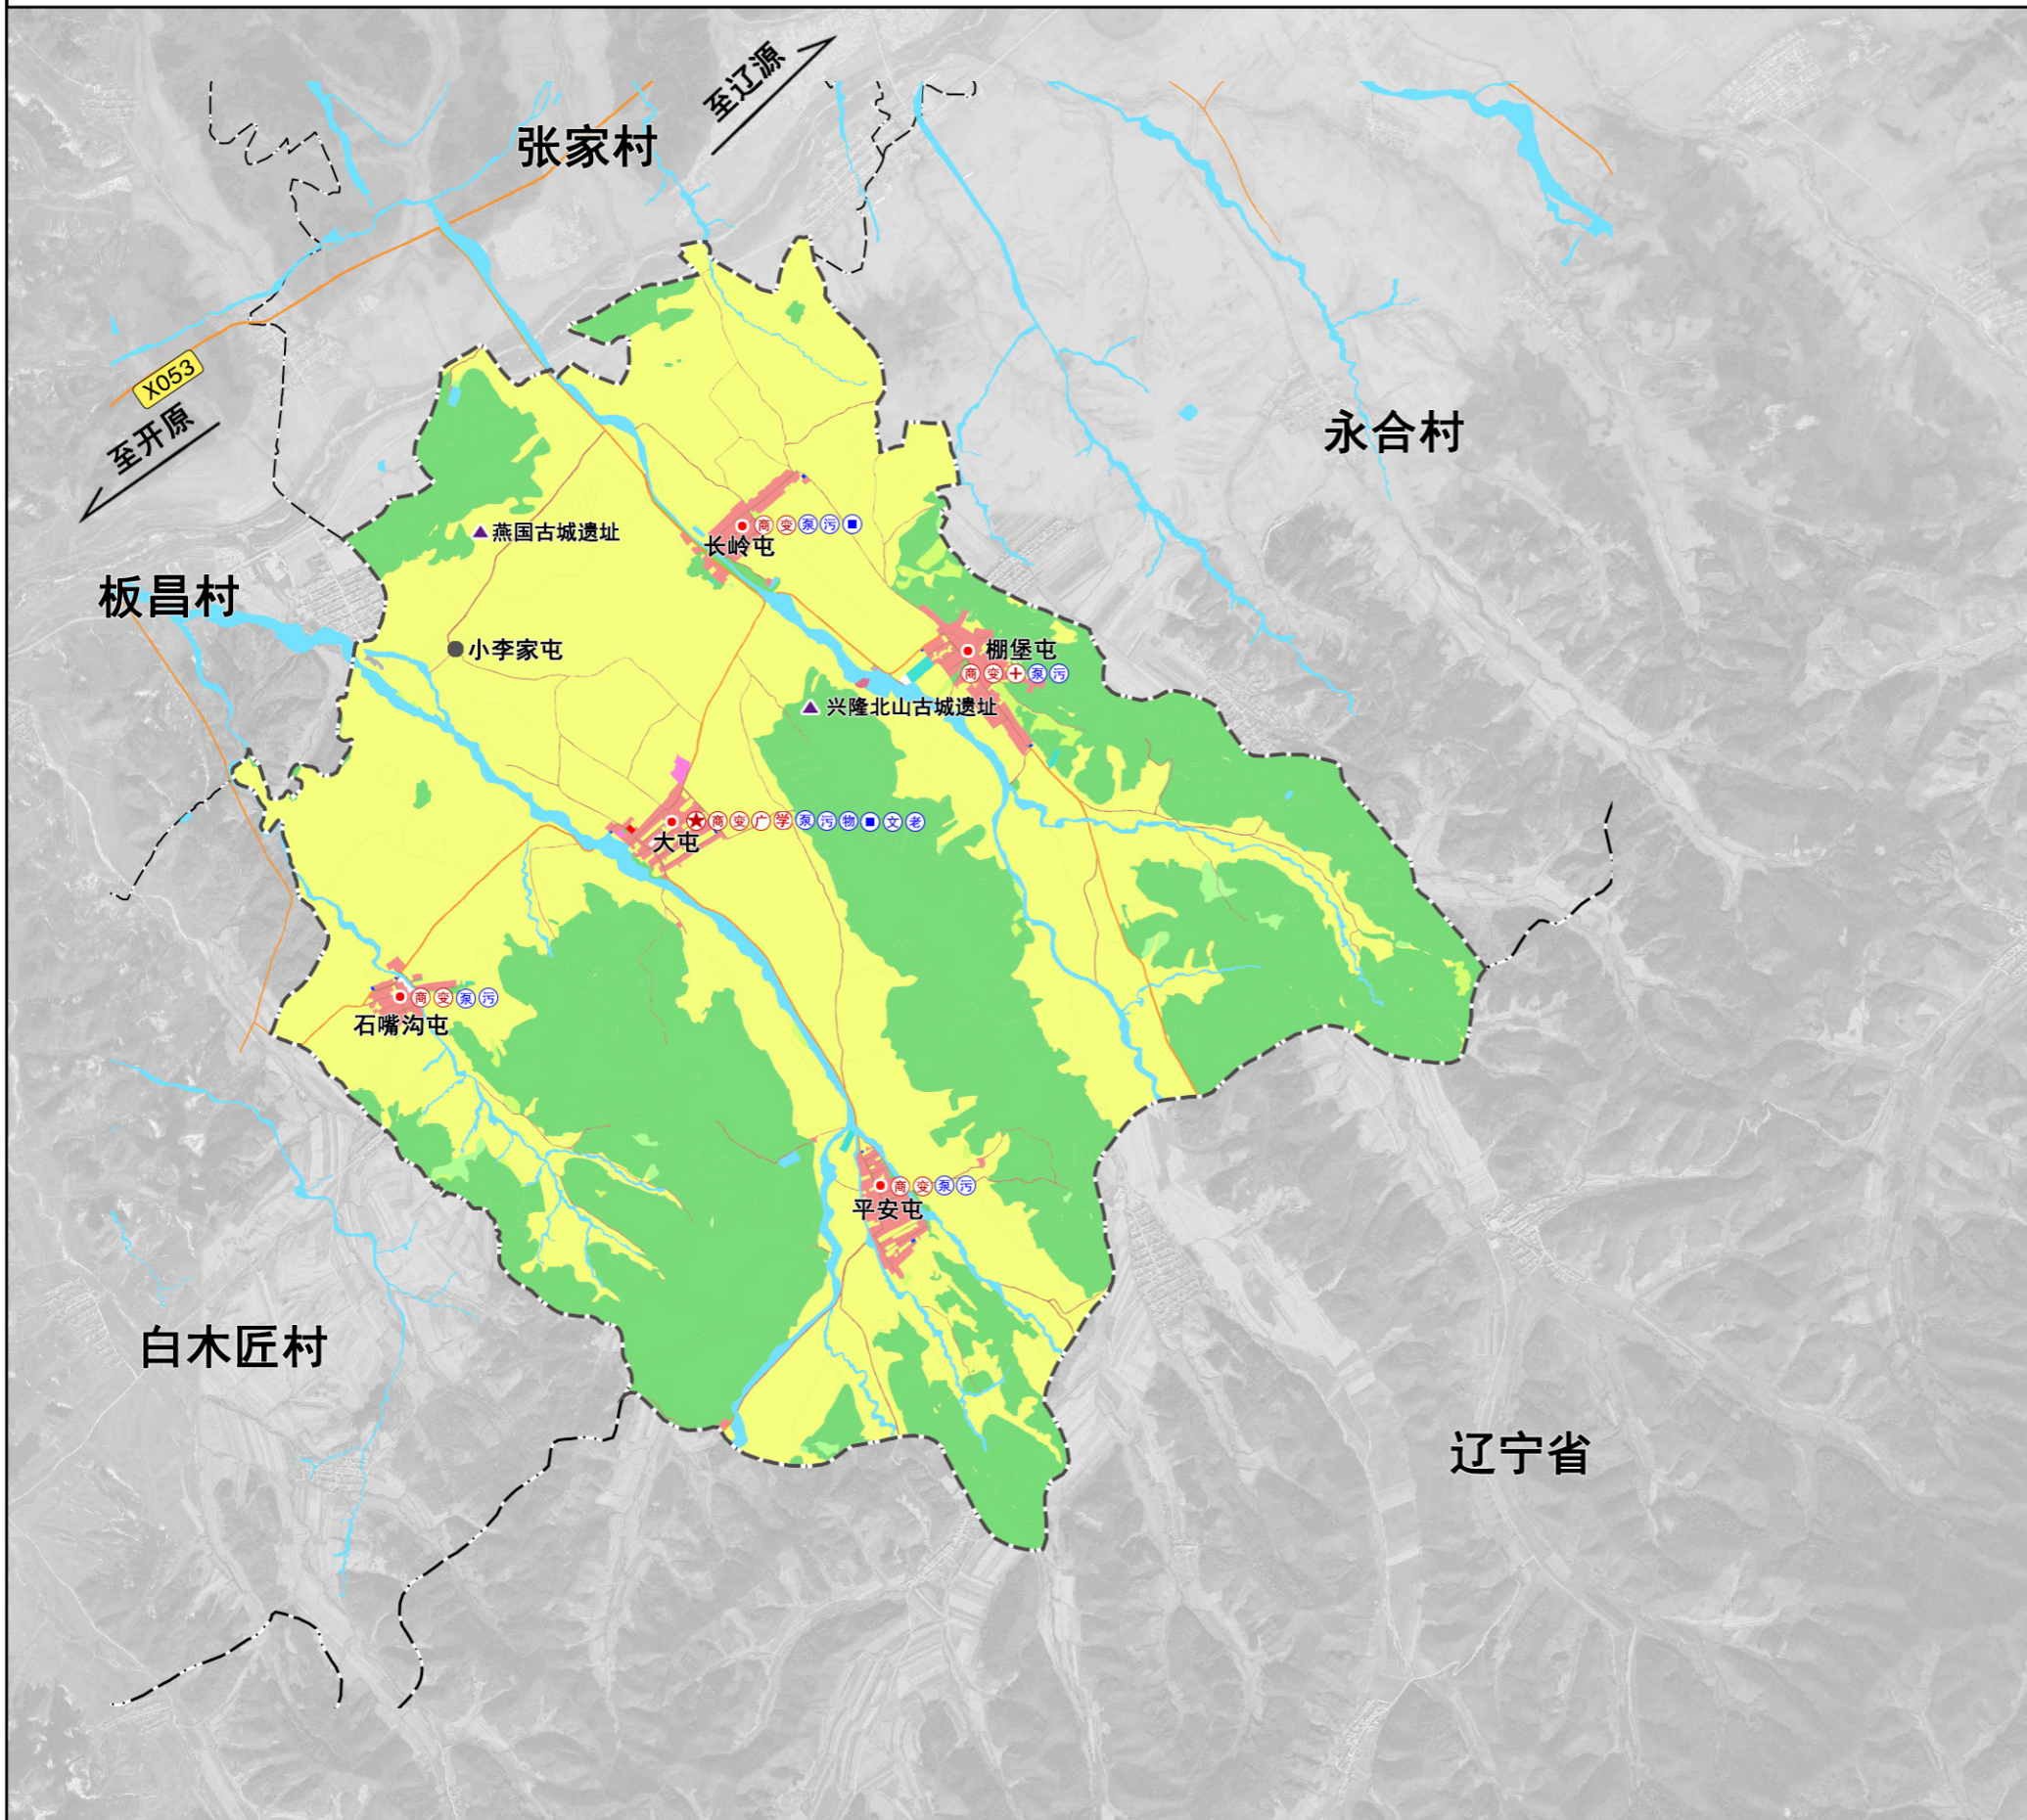 至辽源
张家村
X053
至开原
永合村
燕国古城遗址
商 变 泵 污
长岭屯
板昌村
小李家屯
棚堡屯
商 变 泵 污
兴隆北山古城遗址
商 变 广 学 泵 污 物 文 老
大屯
商 变 泵 污
石嘴沟屯
商 变 泵 污
平安屯
白木匠村
辽宁省